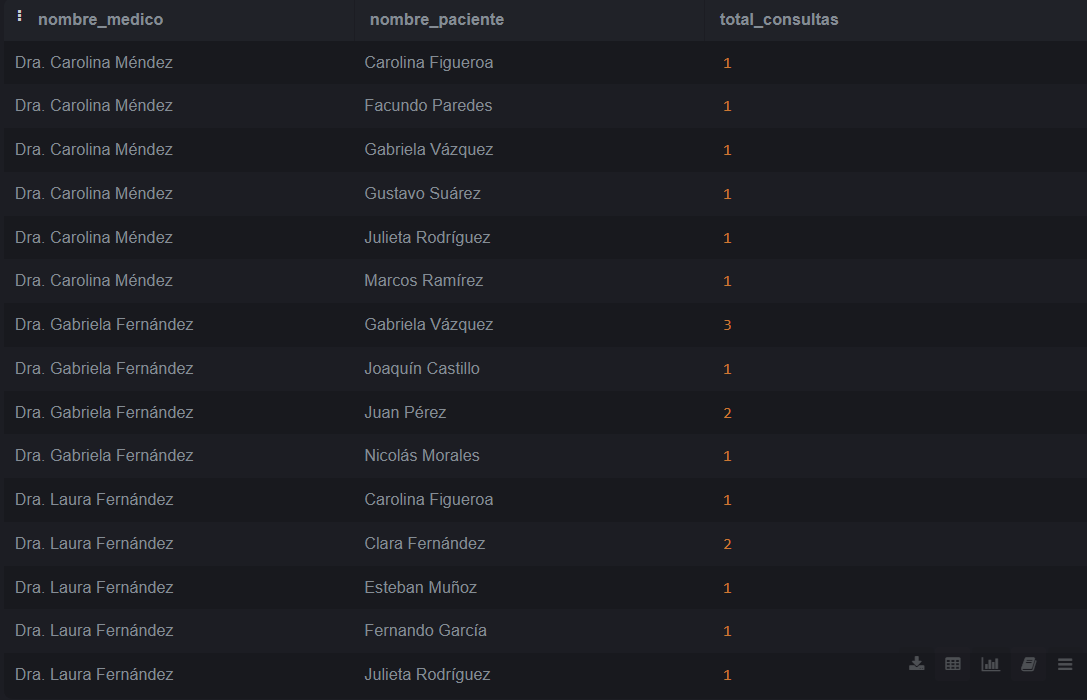 nombre_medico nombre_paciente total_consultas
Dra. Carolina Méndez Carolina Figueroa 1
Dra. Carolina Méndez Facundo Paredes 1
Dra. Carolina Méndez Gabriela Vázquez 1
Dra. Carolina Méndez Gustavo Suárez 1
Dra. Carolina Méndez Julieta Rodríguez 1
Dra. Carolina Méndez Marcos Ramírez 1
Dra. Gabriela Fernández Gabriela Vázquez 3
Dra. Gabriela Fernández Joaquín Castillo 1
Dra. Gabriela Fernández Juan Pérez 2
Dra. Gabriela Fernández Nicolás Morales 1
Dra. Laura Fernández Carolina Figueroa 1
Dra. Laura Fernández Clara Fernández 2
Dra. Laura Fernández Esteban Muñoz 1
Dra. Laura Fernández Fernando García 1
Dra. Laura Fernández Julieta Rodríguez 1